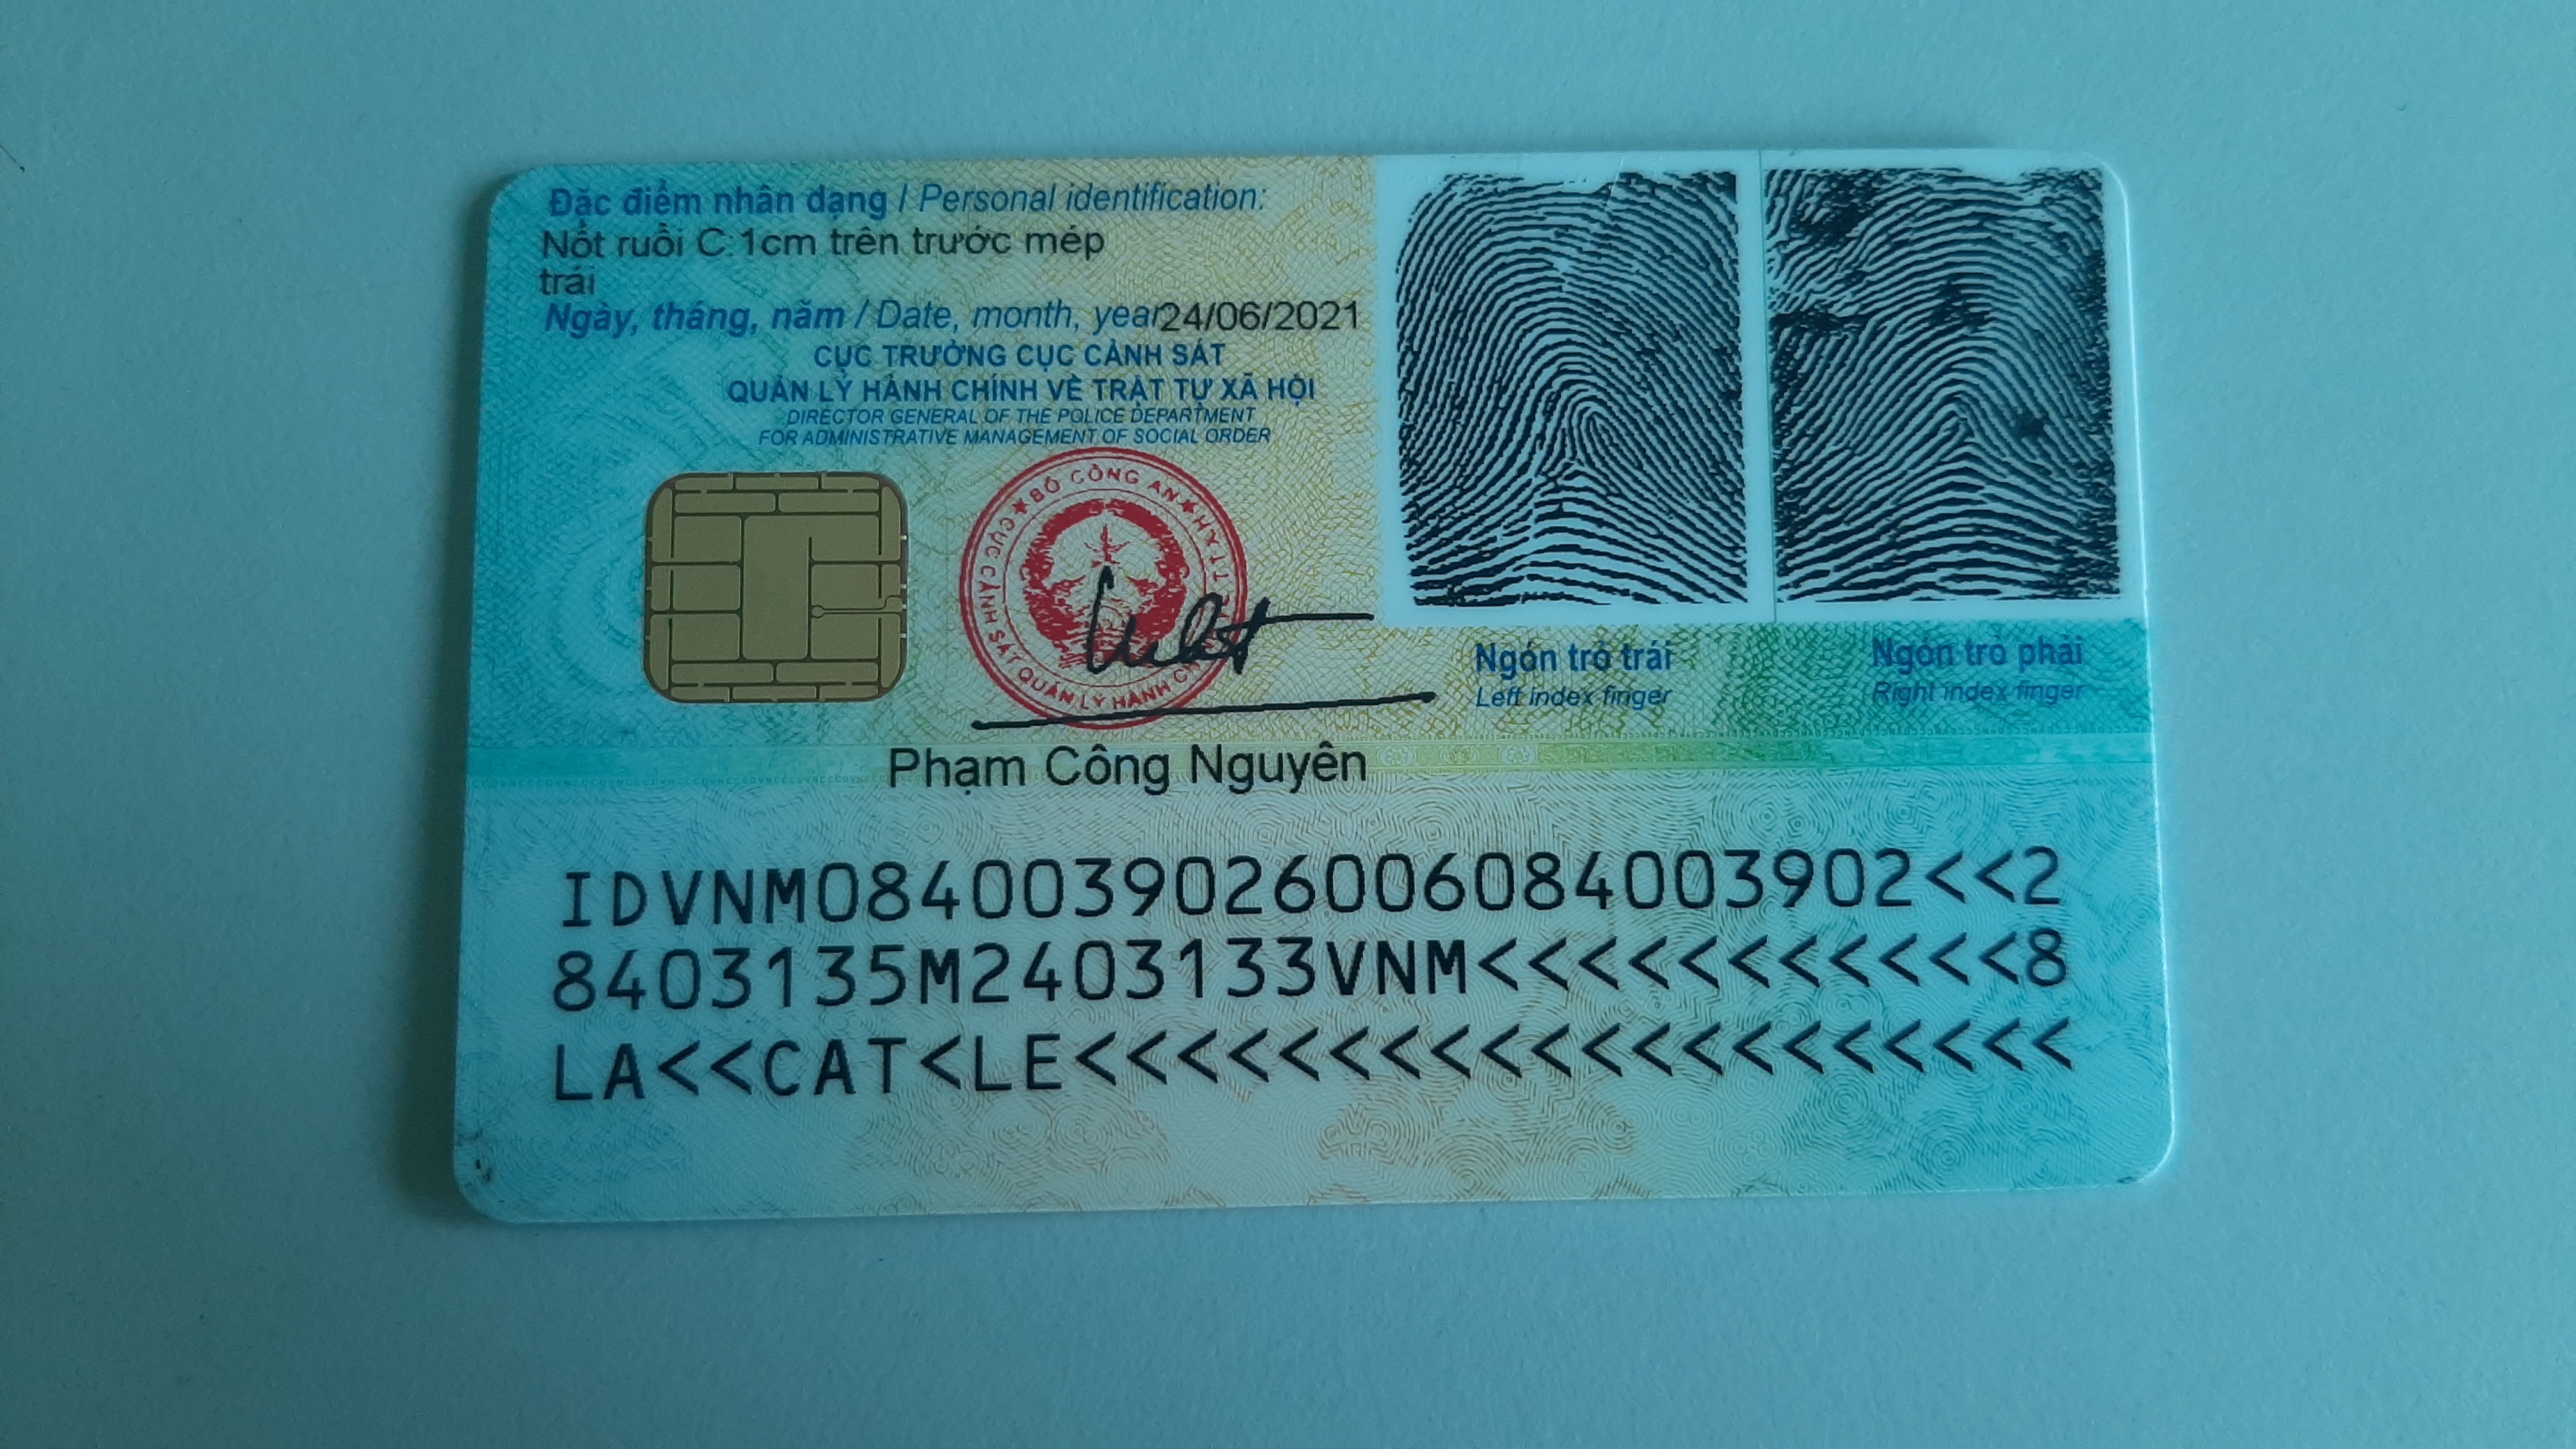 Đặc điểm nhân dạng / Personal identification:
Nốt ruồi C:1cm trên trước mép
trái
Ngày, tháng, năm / Date, month, year24/06/2021
CỤC TRƯỞNG CỤC CẢNH SÁT
QUẢN LÝ HÀNH CHÍNH VỀ TRẬT TỰ XÃ HỘI
DIRECTOR GENERAL OF THE POLICE DEPARTMENT
FOR ADMINISTRATIVE MANAGEMENT OF SOCIAL ORDER
★ BỘ CÔNG AN ★
CỤC CẢNH SÁT QUẢN LÝ HÀNH CHÍNH TTXH
Phạm Công Nguyên
Ngón trỏ trái
Left index finger
Ngón trỏ phải
Right index finger
IDVNM0840039026006084003902<<2
8403135M2403133VNM<<<<<<<<<<<8
LA<<CAT<LE<<<<<<<<<<<<<<<<<<<<